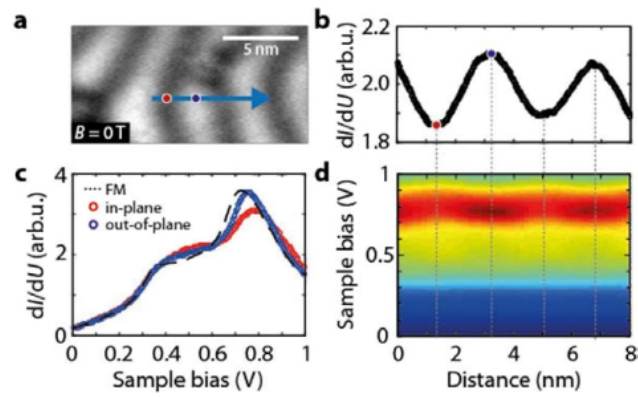 a
5 nm
B = 0 T
b
dI/dU (arb.u.)
2.2
2.0
1.8
c
dI/dU (arb.u.)
4
2
0
FM
in-plane
out-of-plane
0
0.2
0.4
0.6
0.8
1
Sample bias (V)
d
Sample bias (V)
1
0.5
0
0
2
4
6
8
Distance (nm)